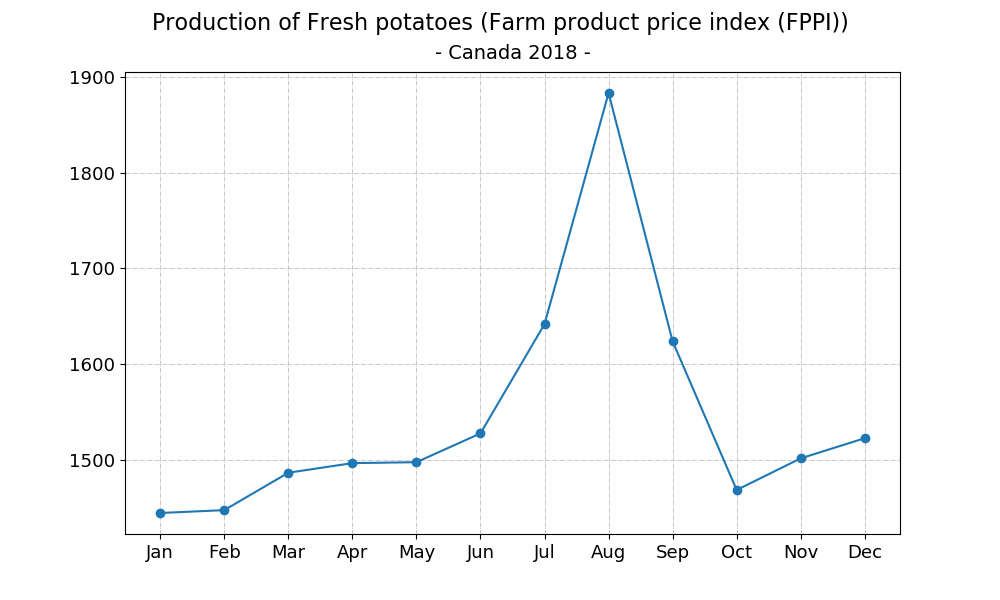 Production of Fresh potatoes (Farm product price index (FPPI))
- Canada 2018 -
1900
1800
1700
1600
1500
Jan Feb Mar Apr May Jun Jul Aug Sep Oct Nov Dec